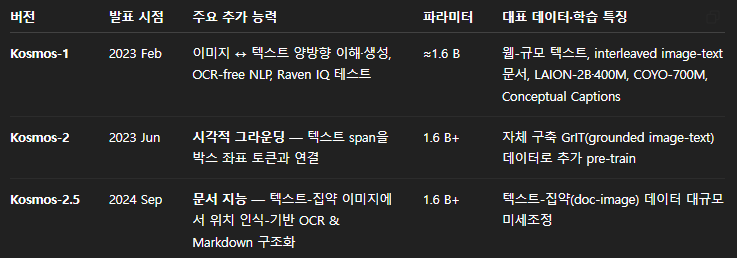 버전 발표 시점 주요 추가 능력 파라미터 대표 데이터·학습 특징
Kosmos-1 2023 Feb 이미지 ↔ 텍스트 양방향 이해·생성, ≈1.6 B 웹-규모 텍스트, interleaved image-text
OCR-free NLP, Raven IQ 테스트 문서, LAION-2B·400M, COYO-700M,
Conceptual Captions
Kosmos-2 2023 Jun 시각적 그라운딩 — 텍스트 span을 1.6 B+ 자체 구축 GrIT(grounded image-text)
박스 좌표 토큰과 연결 데이터로 추가 pre-train
Kosmos-2.5 2024 Sep 문서 지능 — 텍스트-집약 이미지에 1.6 B+ 텍스트-집약(doc-image) 데이터 대규모
서 위치 인식-기반 OCR & 미세조정
Markdown 구조화